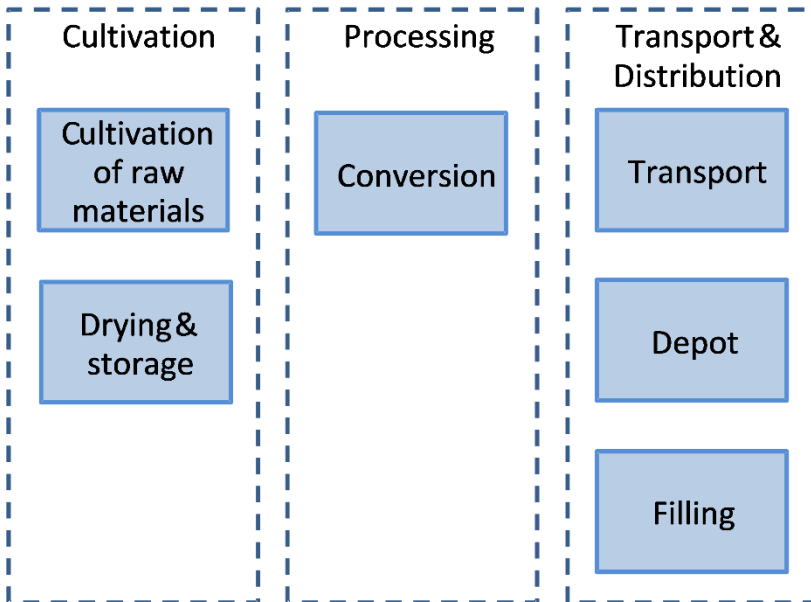 Cultivation
Cultivation
of raw
materials
Drying &
storage
Processing
Conversion
Transport &
Distribution
Transport
Depot
Filling